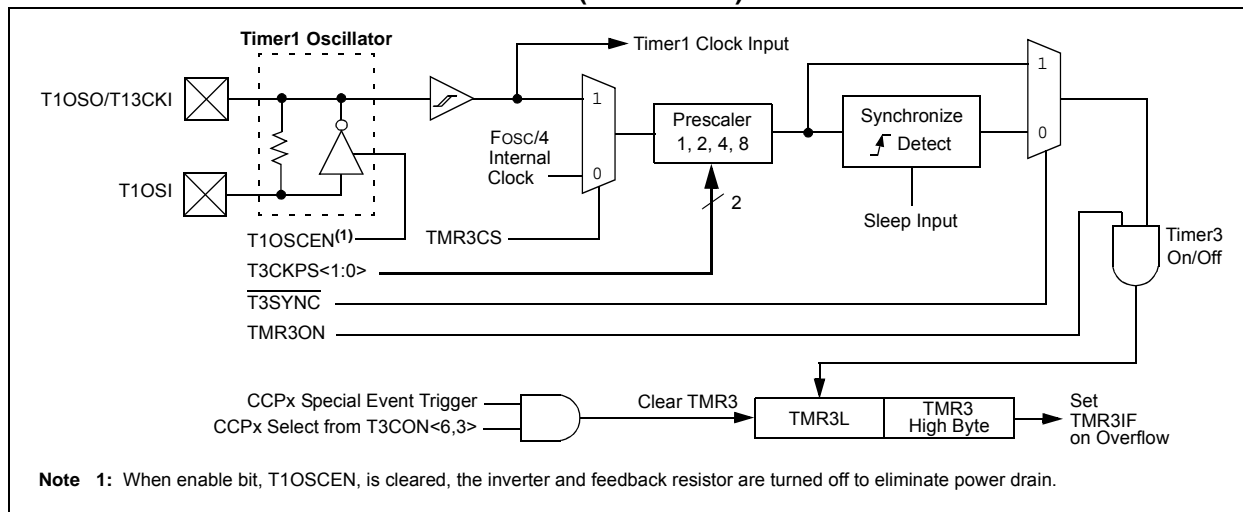 Timer1 Oscillator
Timer1 Clock Input
T1OSO/T13CKI
1
FOSC/4
Internal
Clock
0
Prescaler
1, 2, 4, 8
Synchronize
Detect
1
0
T1OSI
2
Sleep Input
T1OSCEN(1)
TMR3CS
Timer3
On/Off
T3CKPS<1:0>
T3SYNC
TMR3ON
CCPx Special Event Trigger
CCPx Select from T3CON<6,3>
Clear TMR3
TMR3L
TMR3
High Byte
Set
TMR3IF
on Overflow
Note 1: When enable bit, T1OSCEN, is cleared, the inverter and feedback resistor are turned off to eliminate power drain.